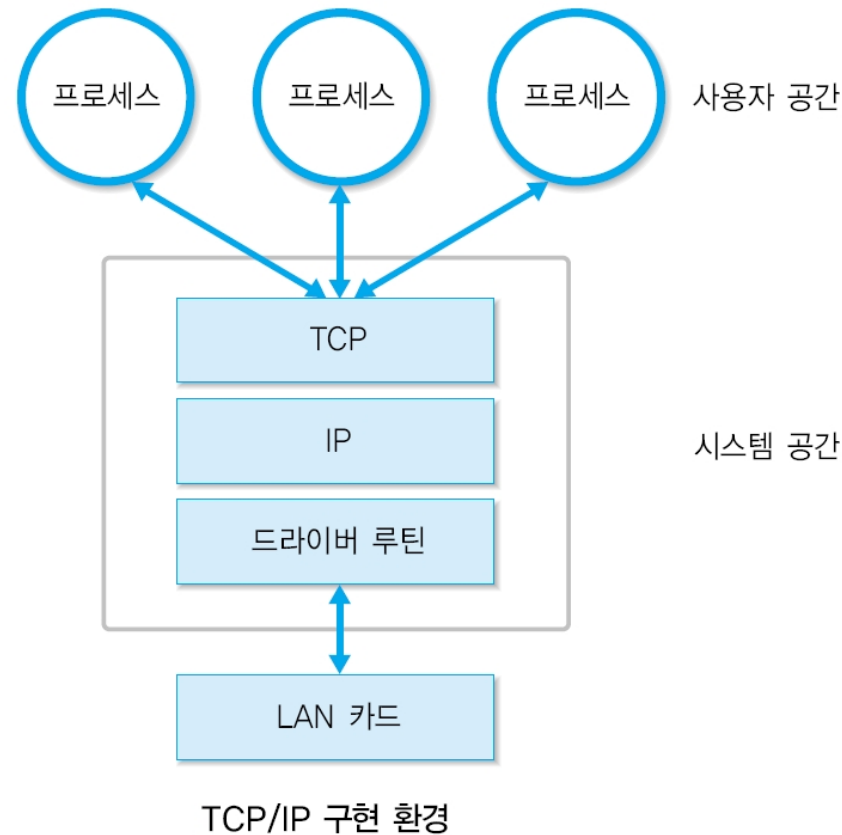 프로세스 프로세스 프로세스 사용자 공간
TCP
IP
시스템 공간
드라이버 루틴
LAN 카드
TCP/IP 구현 환경